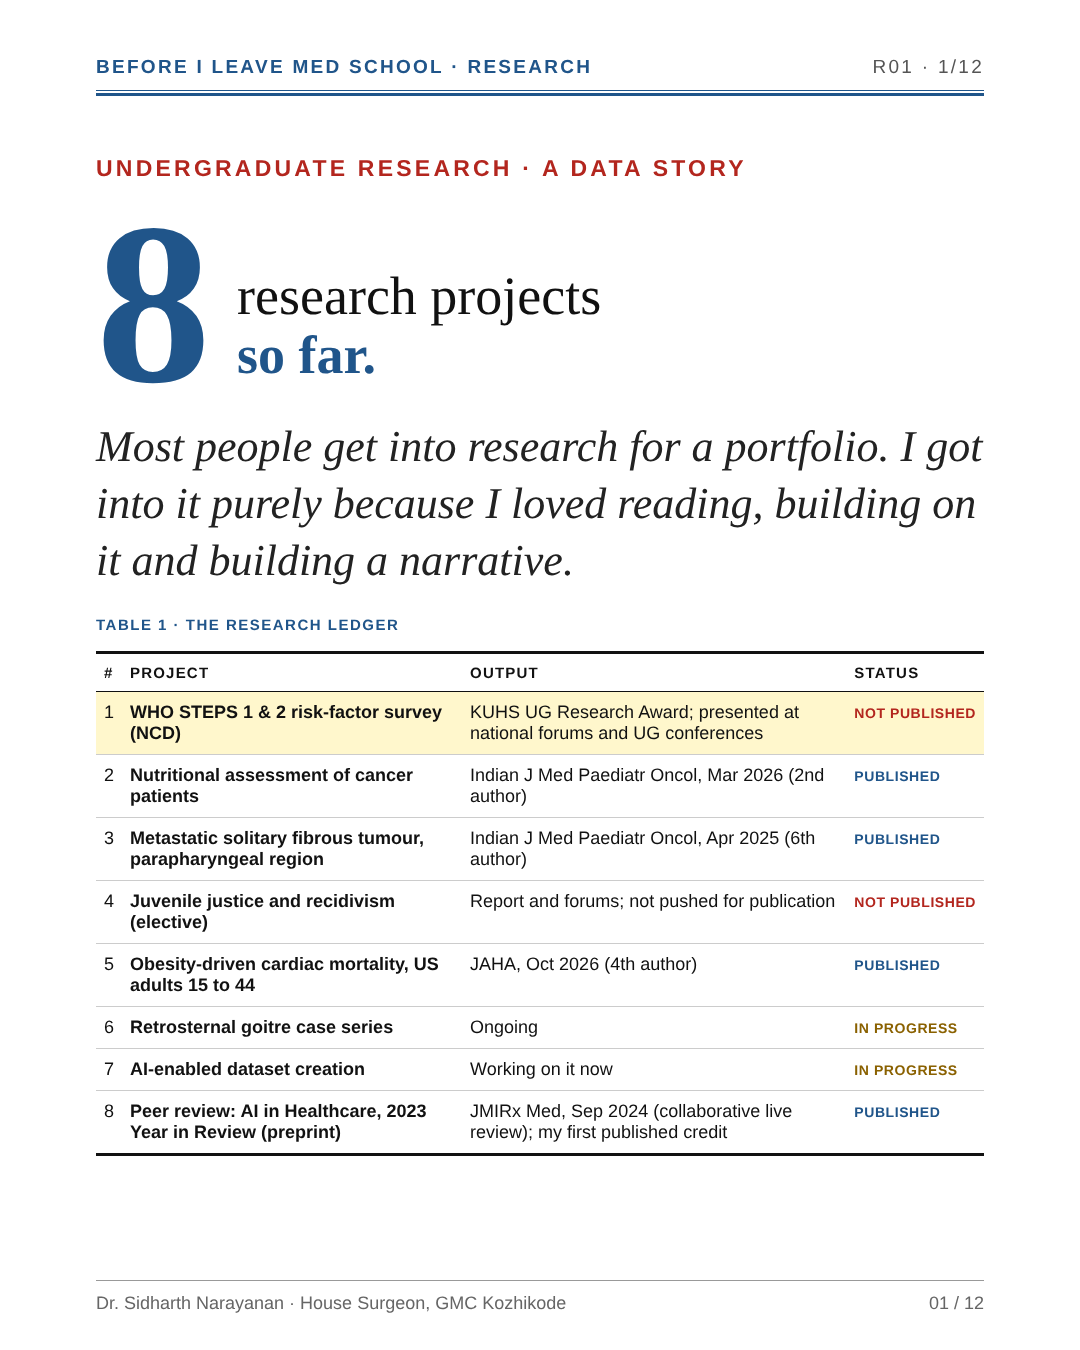 BEFORE I LEAVE MED SCHOOL · RESEARCH
R01 · 1/12
UNDERGRADUATE RESEARCH · A DATA STORY
8
research projects
so far.
Most people get into research for a portfolio. I got
into it purely because I loved reading, building on
it and building a narrative.
TABLE 1 · THE RESEARCH LEDGER
# PROJECT OUTPUT STATUS
1 WHO STEPS 1 & 2 risk-factor survey KUHS UG Research Award; presented at NOT PUBLISHED
(NCD) national forums and UG conferences
2 Nutritional assessment of cancer Indian J Med Paediatr Oncol, Mar 2026 (2nd PUBLISHED
patients author)
3 Metastatic solitary fibrous tumour, Indian J Med Paediatr Oncol, Apr 2025 (6th PUBLISHED
parapharyngeal region author)
4 Juvenile justice and recidivism Report and forums; not pushed for publication NOT PUBLISHED
(elective)
5 Obesity-driven cardiac mortality, US JAHA, Oct 2026 (4th author) PUBLISHED
adults 15 to 44
6 Retrosternal goitre case series Ongoing IN PROGRESS
7 AI-enabled dataset creation Working on it now IN PROGRESS
8 Peer review: AI in Healthcare, 2023 JMIRx Med, Sep 2024 (collaborative live PUBLISHED
Year in Review (preprint) review); my first published credit
Dr. Sidharth Narayanan · House Surgeon, GMC Kozhikode
01 / 12